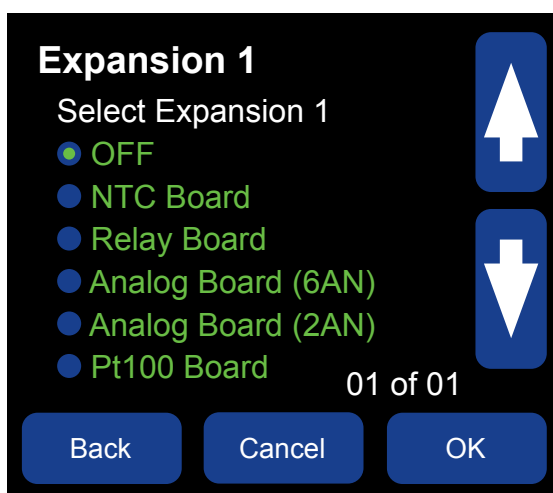 Expansion 1
Select Expansion 1
OFF
NTC Board
Relay Board
Analog Board (6AN)
Analog Board (2AN)
Pt100 Board
01 of 01
Back Cancel OK